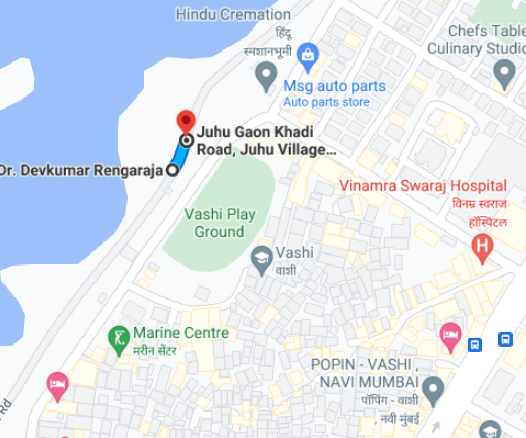 Hindu Cremation
हिंदू
स्मशानभूमी
Chefs Table
Culinary Studio
Msg auto parts
Auto parts store
Juhu Gaon Khadi
Road, Juhu Village...
Dr. Devkumar Rengaraja
Vinamra Swaraj Hospital
विनम्र स्वराज
हॉस्पिटल
H
Vashi Play
Ground
Vashi
वाशी
Marine Centre
मरीन सेंटर
POPIN - VASHI ,
NAVI MUMBAI
पॉपिंग - वाशी
, नवी मुंबई
Rd